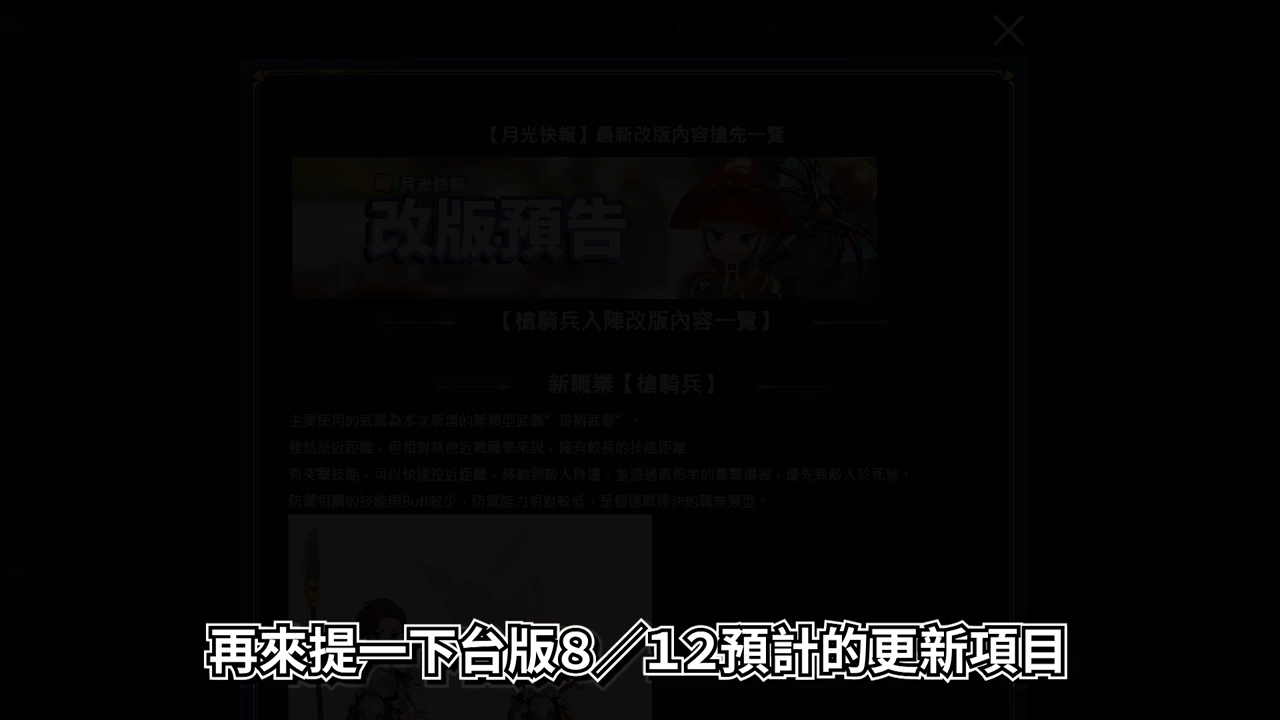 【月光快報】最新改版內容搶先一覽
月光快報
改版預告
【槍騎兵入陣改版內容一覽】
新職業【槍騎兵】
主要使用的武器為本次新增的新類型武器”長柄武器”。
雖然是近距離，但相對其他近戰職業來說，擁有較長的技能距離
有突擊技能，可以快速拉近距離，移動到敵人身邊，並透過高倍率的暴擊傷害，優先致敵人於死地。
防禦相關的技能與Buff較少，防禦能力相對較低，是個速戰速決的職業類型。
再來提一下台版8／12預計的更新項目